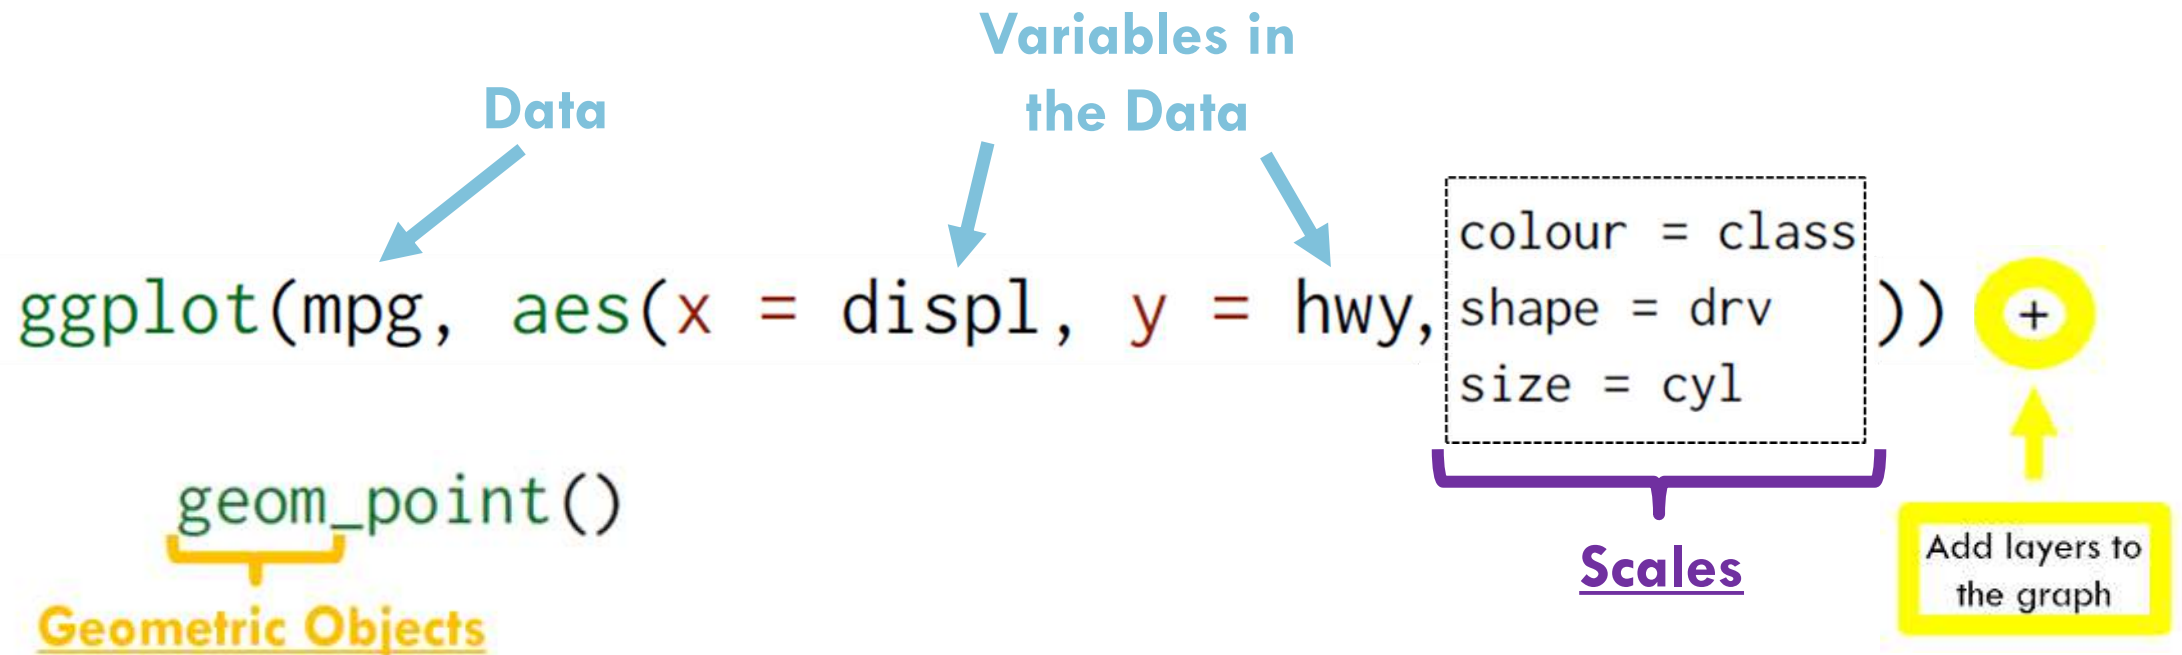 Variables in
the Data
Data
colour = class
ggplot(mpg, aes(x = displ, y = hwy, shape = drv )) +
size = cyl
geom_point()
Scales
Add layers to
the graph
Geometric Objects